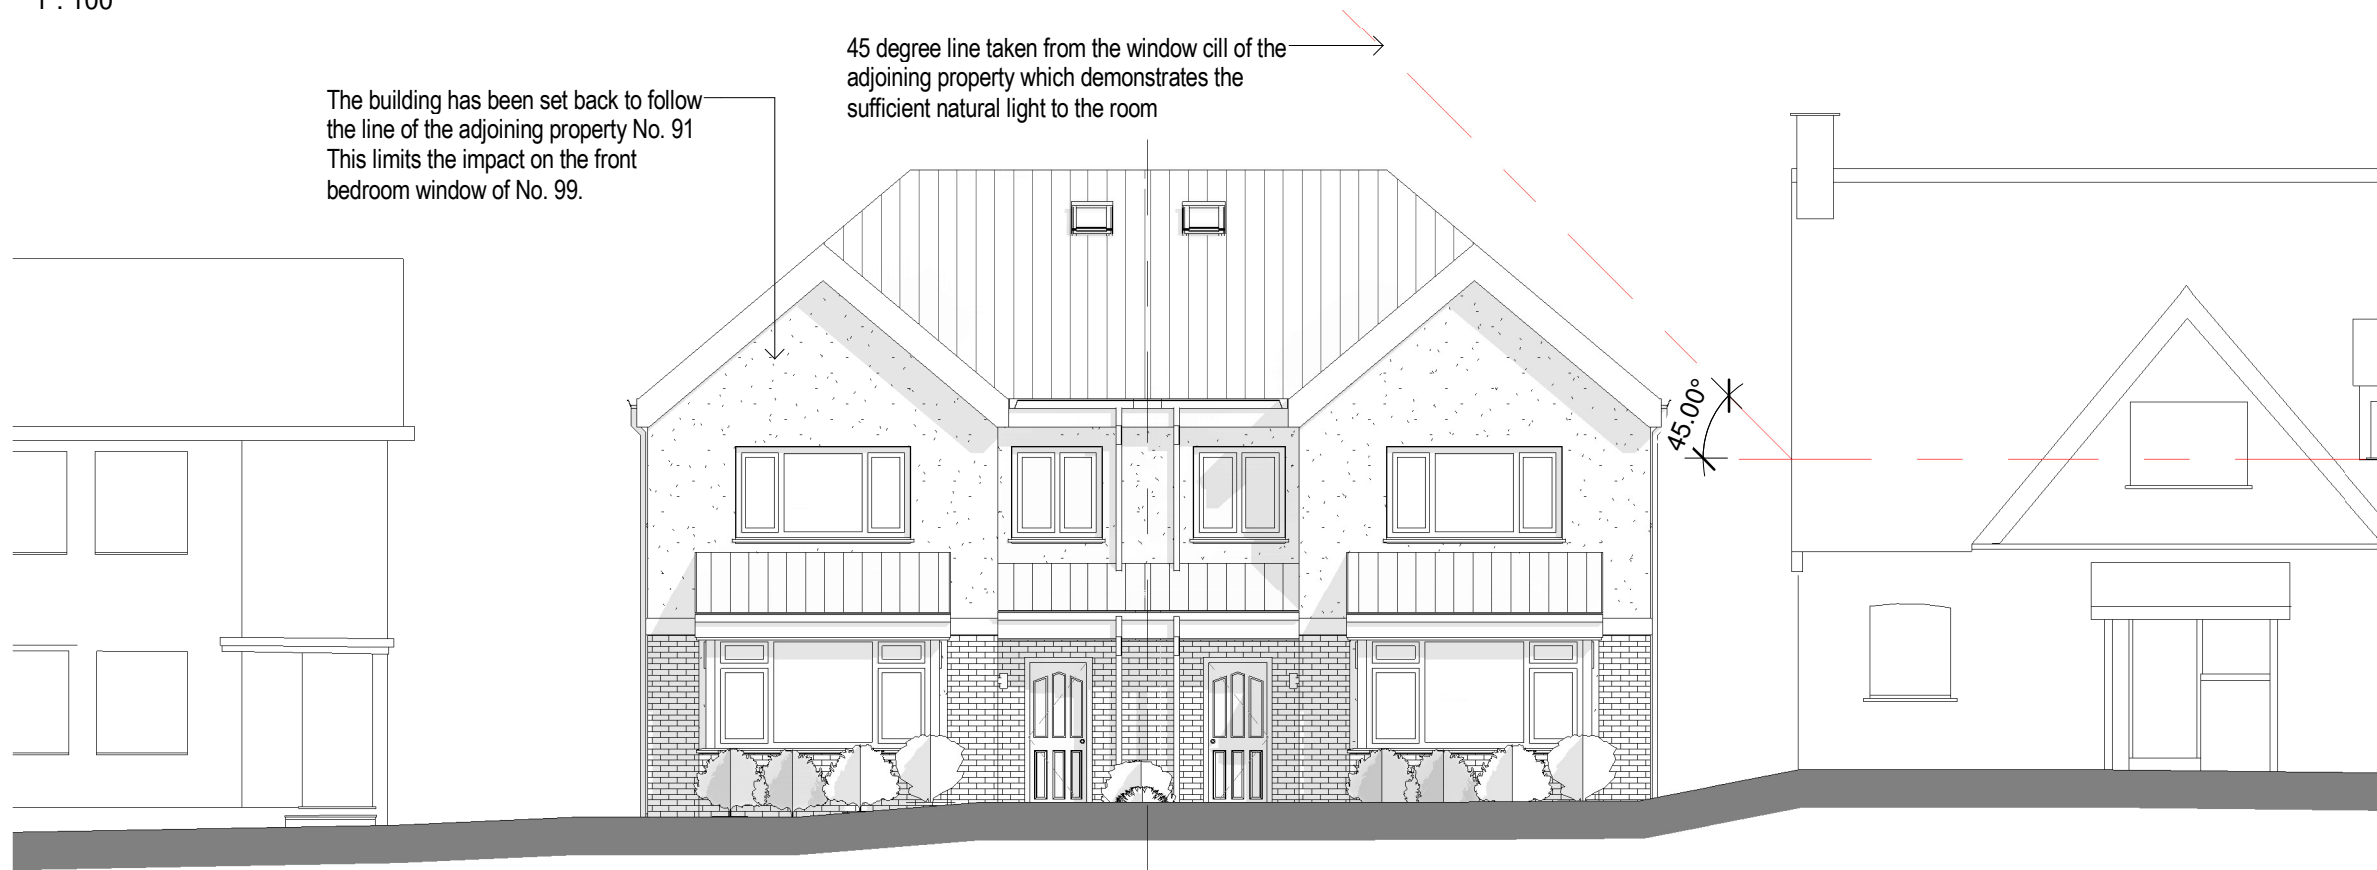 1 : 100
45 degree line taken from the window cill of the
adjoining property which demonstrates the
sufficient natural light to the room
The building has been set back to follow
the line of the adjoining property No. 91
This limits the impact on the front
bedroom window of No. 99.
45.00°